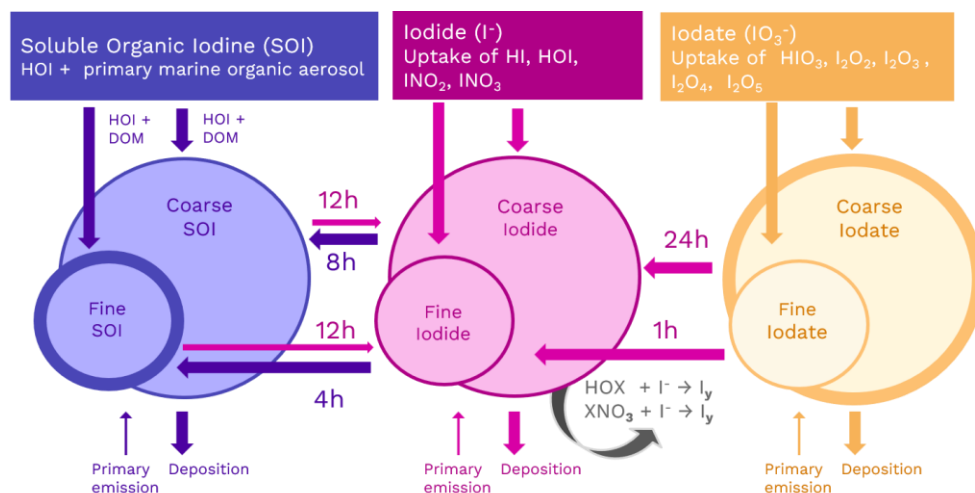 Soluble Organic Iodine (SOI)
HOI + primary marine organic aerosol
Iodide (I⁻)
Uptake of HI, HOI,
INO₂, INO₃
Iodate (IO₃⁻)
Uptake of HIO₃, I₂O₂, I₂O₃ ,
I₂O₄, I₂O₅
HOI +
DOM
HOI +
DOM
Coarse
SOI
12h
8h
Coarse
Iodide
24h
Coarse
Iodate
Fine
SOI
12h
4h
Fine
Iodide
1h
Fine
Iodate
HOX + I⁻ → Iᵧ
XNO₃ + I⁻ → Iᵧ
Primary
emission
Deposition
Primary
emission
Deposition
Primary
emission
Deposition